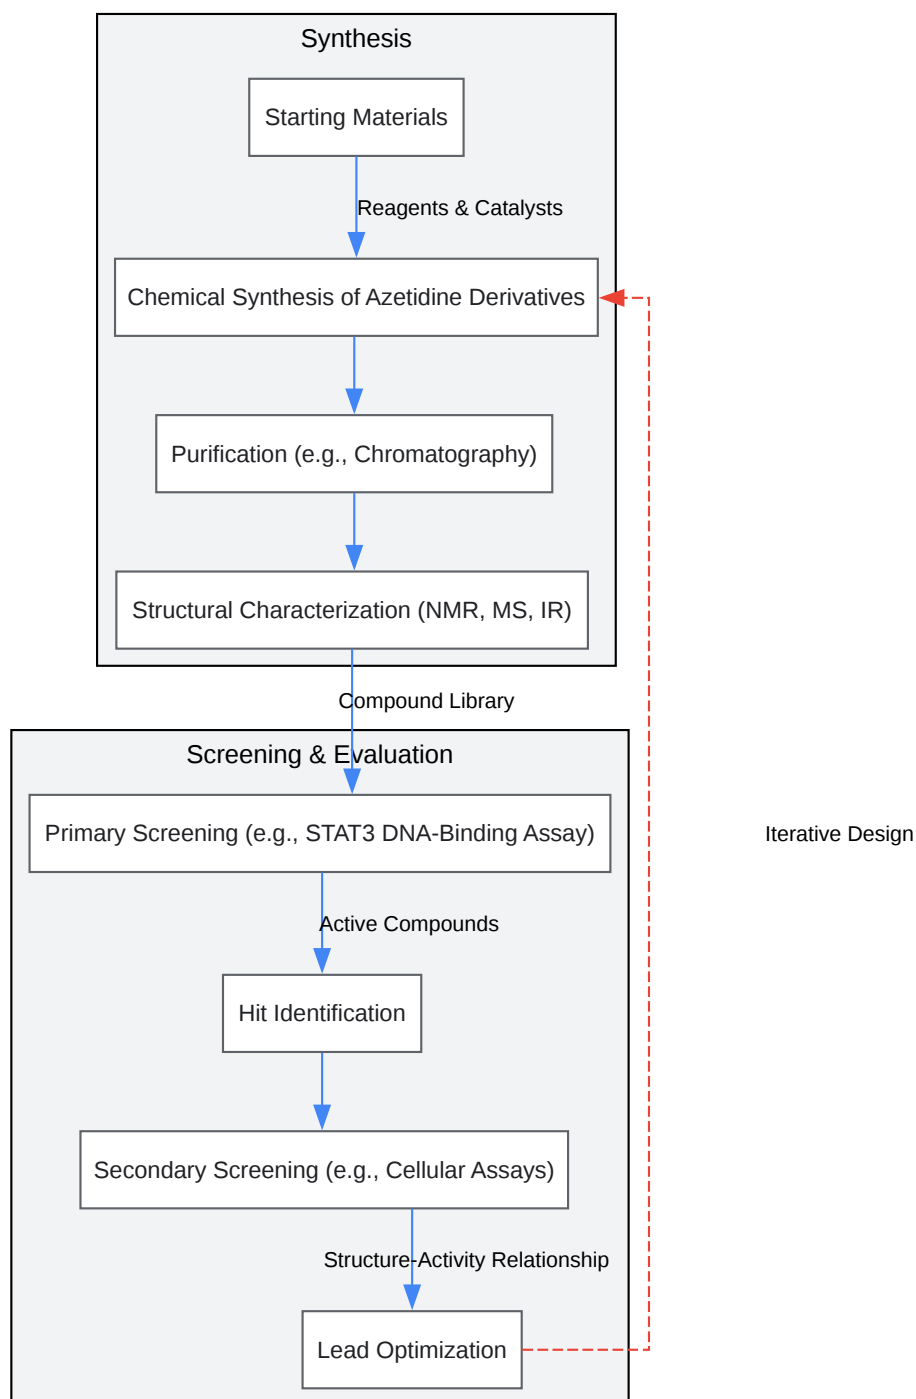 Synthesis
Starting Materials
Reagents & Catalysts
Chemical Synthesis of Azetidine Derivatives
Purification (e.g., Chromatography)
Structural Characterization (NMR, MS, IR)
Compound Library
Screening & Evaluation
Primary Screening (e.g., STAT3 DNA-Binding Assay)
Iterative Design
Active Compounds
Hit Identification
Secondary Screening (e.g., Cellular Assays)
Structure-Activity Relationship
Lead Optimization